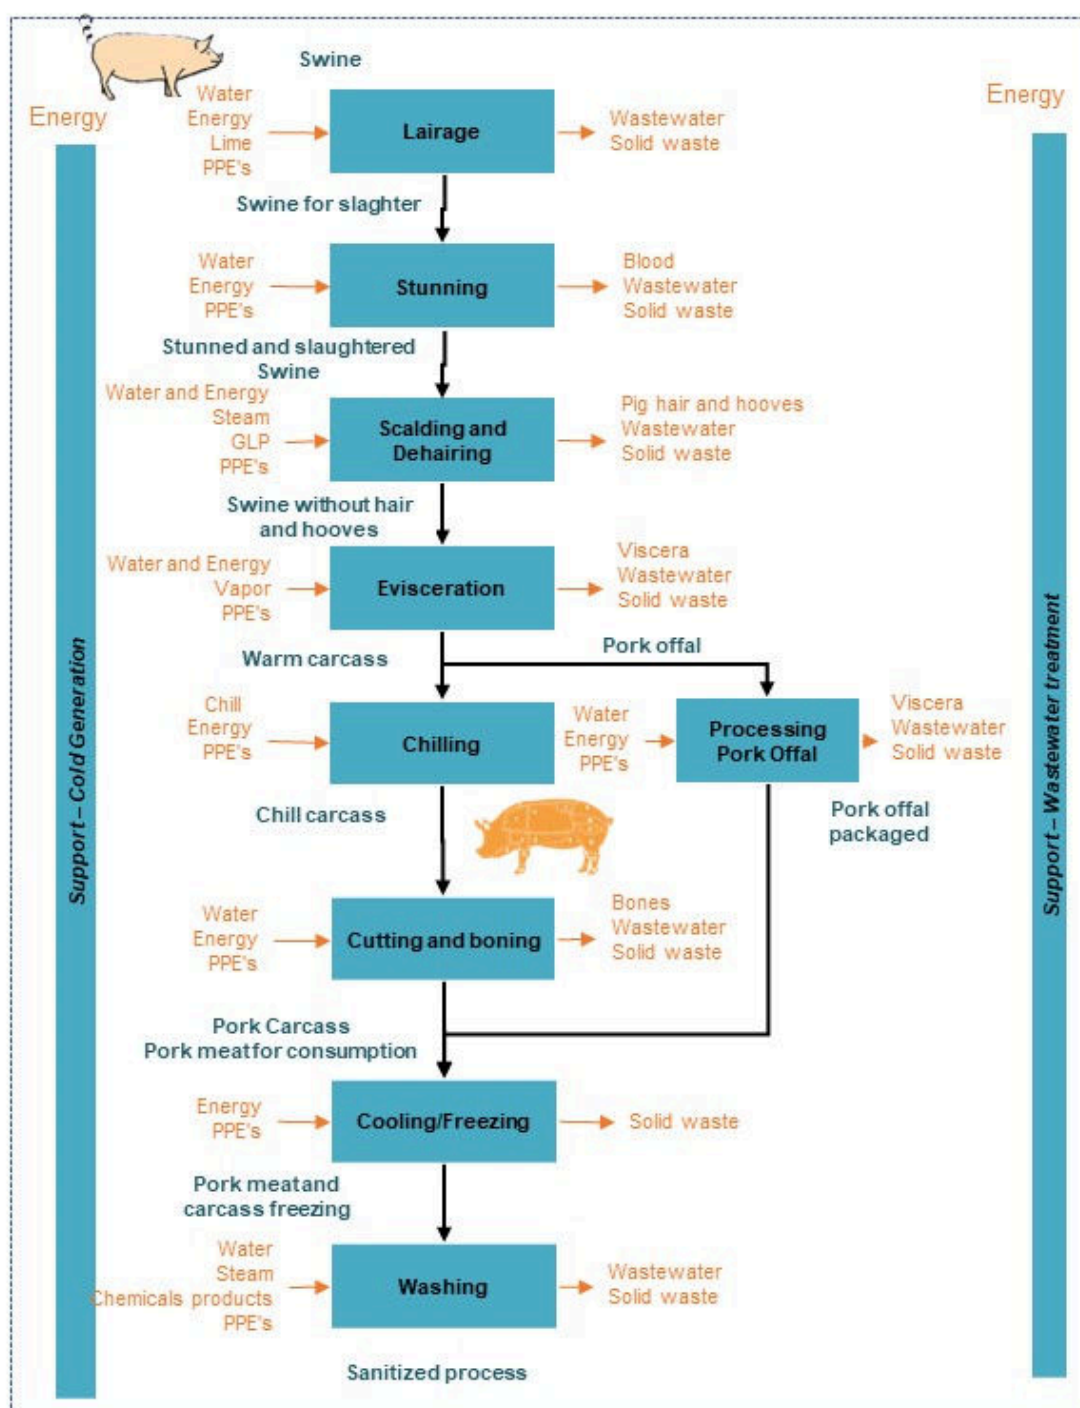 Swine
Energy
Energy
Water
Energy
Lime
PPE's
Lairage
Wastewater
Solid waste
Swine for slaghter
Water
Energy
PPE's
Stunning
Blood
Wastewater
Solid waste
Stunned and slaughtered
Swine
Water and Energy
Steam
GLP
PPE's
Scalding and
Dehairing
Pig hair and hooves
Wastewater
Solid waste
Swine without hair
and hooves
Water and Energy
Vapor
PPE's
Evisceration
Viscera
Wastewater
Solid waste
Warm carcass
Pork offal
Chill
Energy
PPE's
Chilling
Water
Energy
PPE's
Processing
Pork Offal
Viscera
Wastewater
Solid waste
Chill carcass
Pork offal
packaged
Water
Energy
PPE's
Cutting and boning
Bones
Wastewater
Solid waste
Pork Carcass
Pork meat for consumption
Energy
PPE's
Cooling/Freezing
Solid waste
Pork meat and
carcass freezing
Water
Steam
Chemicals products
PPE's
Washing
Wastewater
Solid waste
Sanitized process
Support – Cold Generation
Support – Wastewater treatment